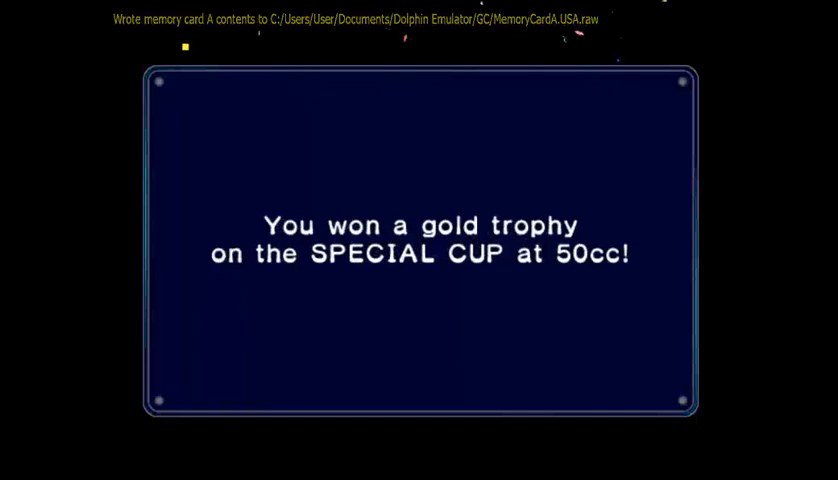 Wrote memory card A contents to C:/Users/User/Documents/Dolphin Emulator/GC/MemoryCardA.USA.raw
You won a gold trophy
on the SPECIAL CUP at 50cc!